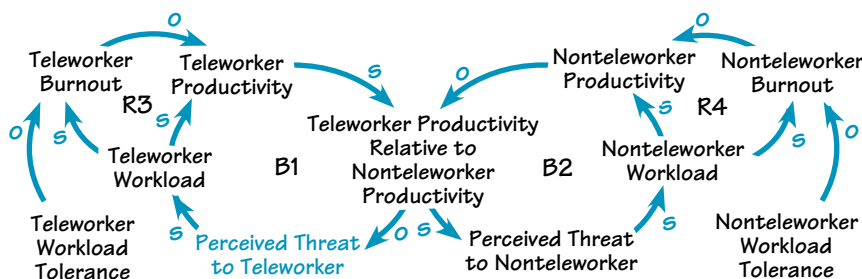 Teleworker
Burnout
O
Teleworker
Productivity
S
O
Nonteleworker
Productivity
O
Nonteleworker
Burnout
R3
R4
O
S
S
Teleworker Productivity
Relative to
Nonteleworker
Productivity
S
S
O
Teleworker
Workload
B1
B2
Nonteleworker
Workload
Teleworker
Workload
Tolerance
S
Perceived Threat
to Teleworker
O
S
Perceived Threat
to Nonteleworker
S
Nonteleworker
Workload
Tolerance